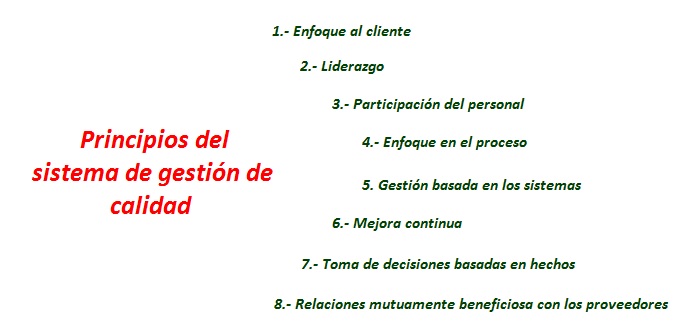 1.- Enfoque al cliente
2.- Liderazgo
3.- Participación del personal
Principios del
sistema de gestión de
calidad
4.- Enfoque en el proceso
5. Gestión basada en los sistemas
6.- Mejora continua
7.- Toma de decisiones basadas en hechos
8.- Relaciones mutuamente beneficiosa con los proveedores